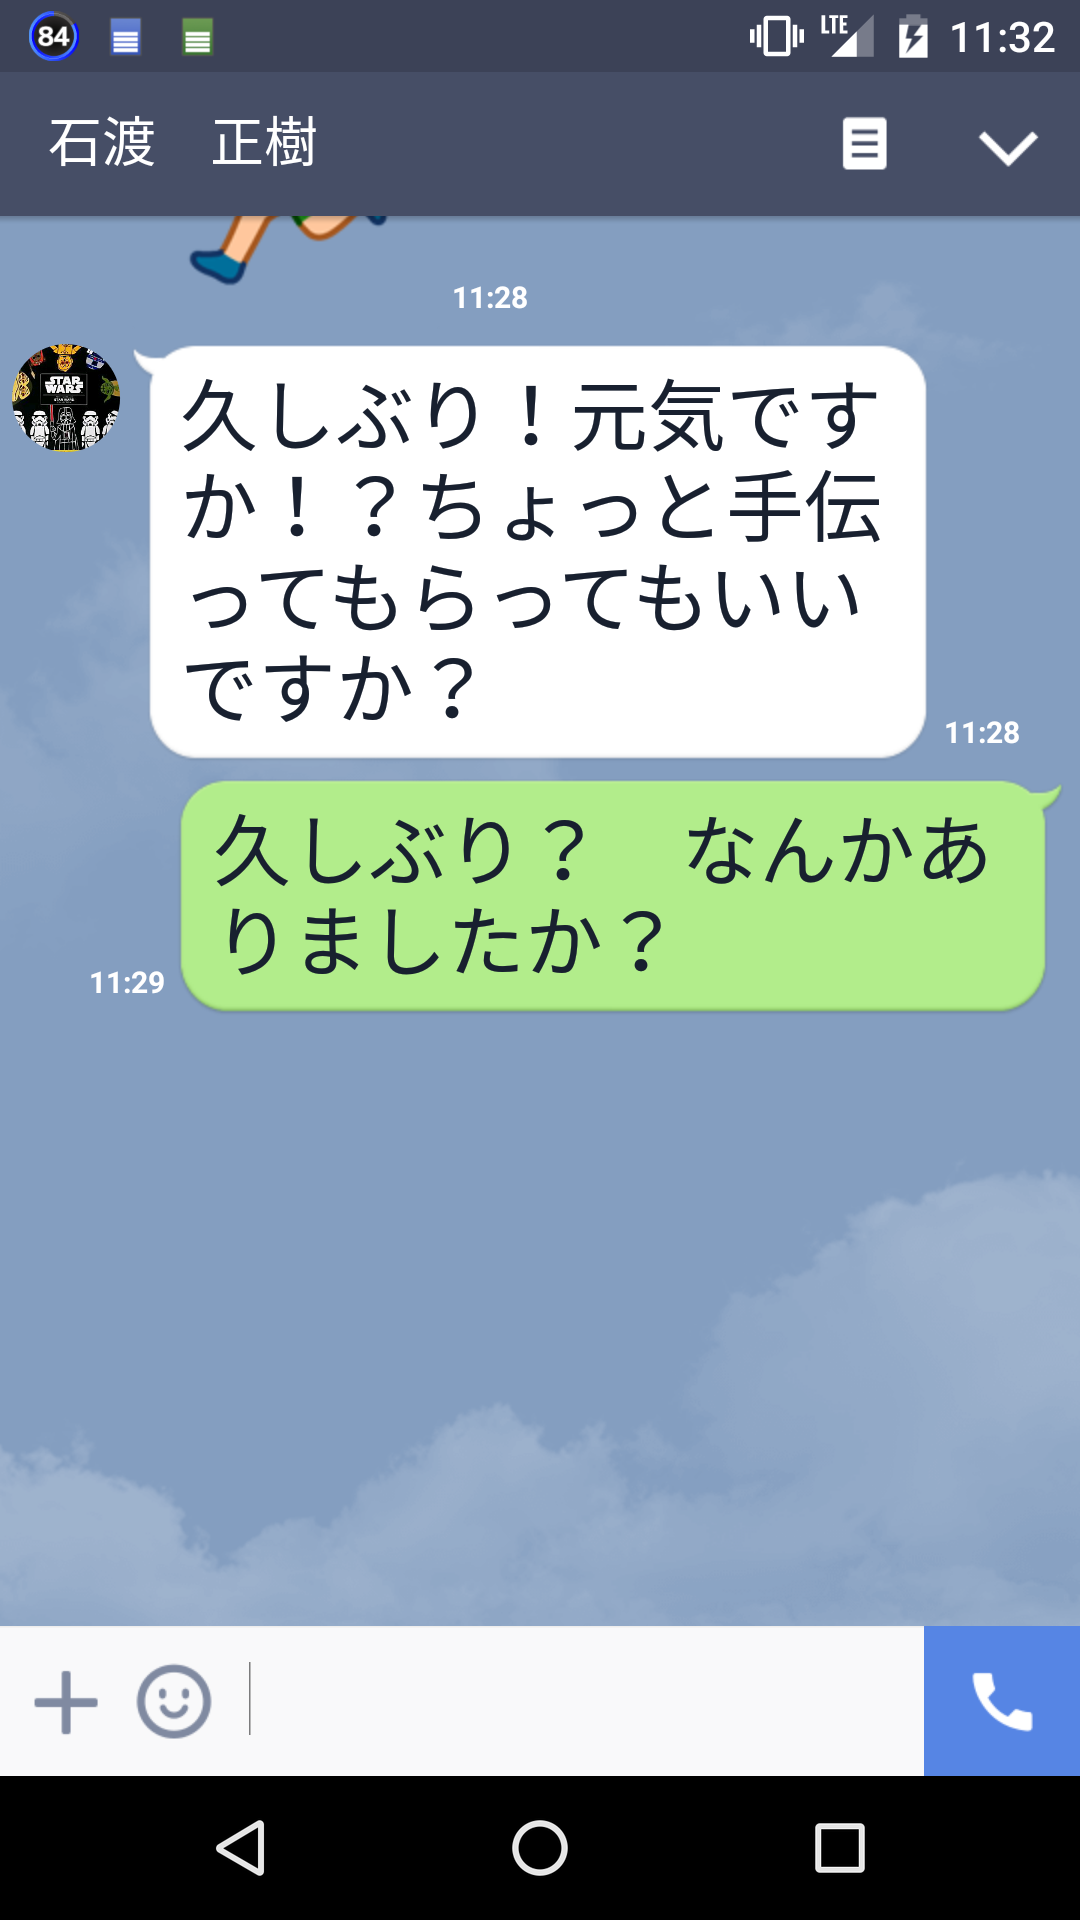 84
LTE
11:32
石渡　正樹
11:28
STAR
WARS
久しぶり！元気です
か！？ちょっと手伝
ってもらってもいい
ですか？
11:28
久しぶり？　なんかあ
りましたか？
11:29